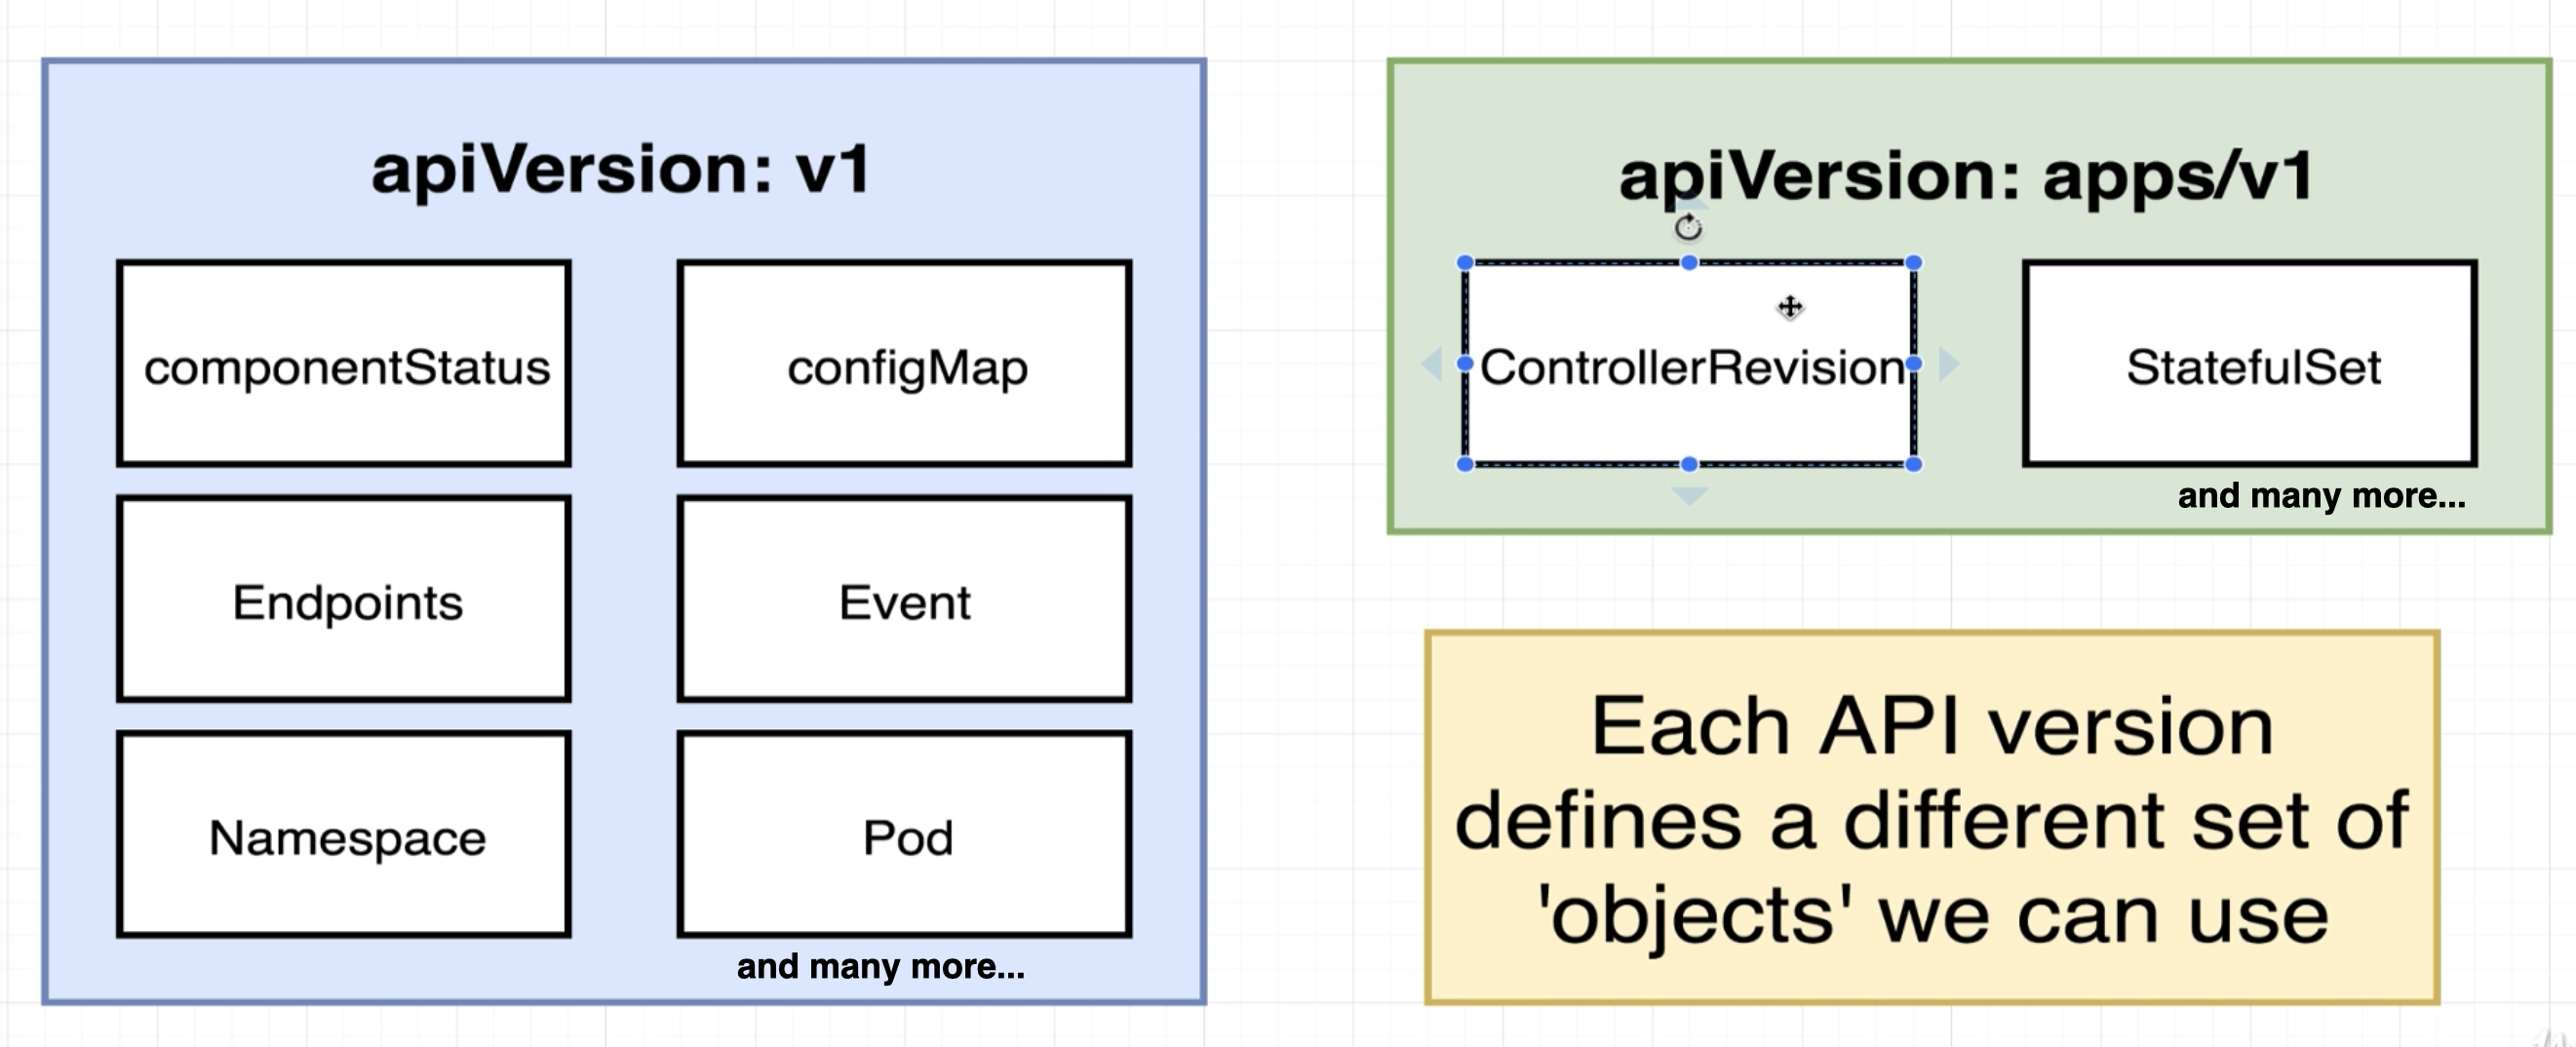 apiVersion: v1
componentStatus
configMap
Endpoints
Event
Namespace
Pod
and many more...
apiVersion: apps/v1
ControllerRevision
StatefulSet
and many more...
Each API version
defines a different set of
'objects' we can use